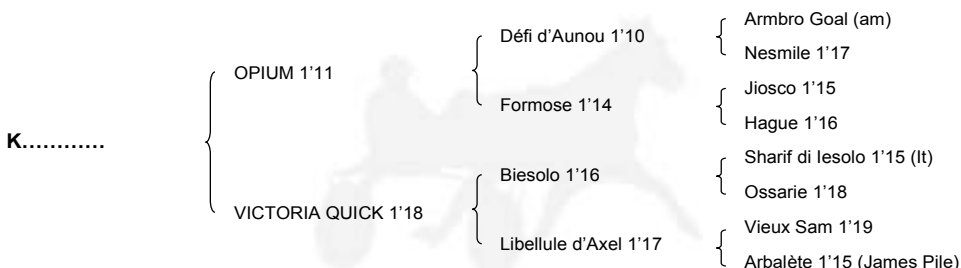 Armbro Goal (am)
Défi d’Aunou 1’10
Nesmile 1’17
OPIUM 1’11
Jiosco 1’15
Formose 1’14
Hague 1’16
K…………
Sharif di Iesolo 1’15 (It)
Biesolo 1’16
Ossarie 1’18
VICTORIA QUICK 1’18
Vieux Sam 1’19
Libellule d’Axel 1’17
Arbalète 1’15 (James Pile)